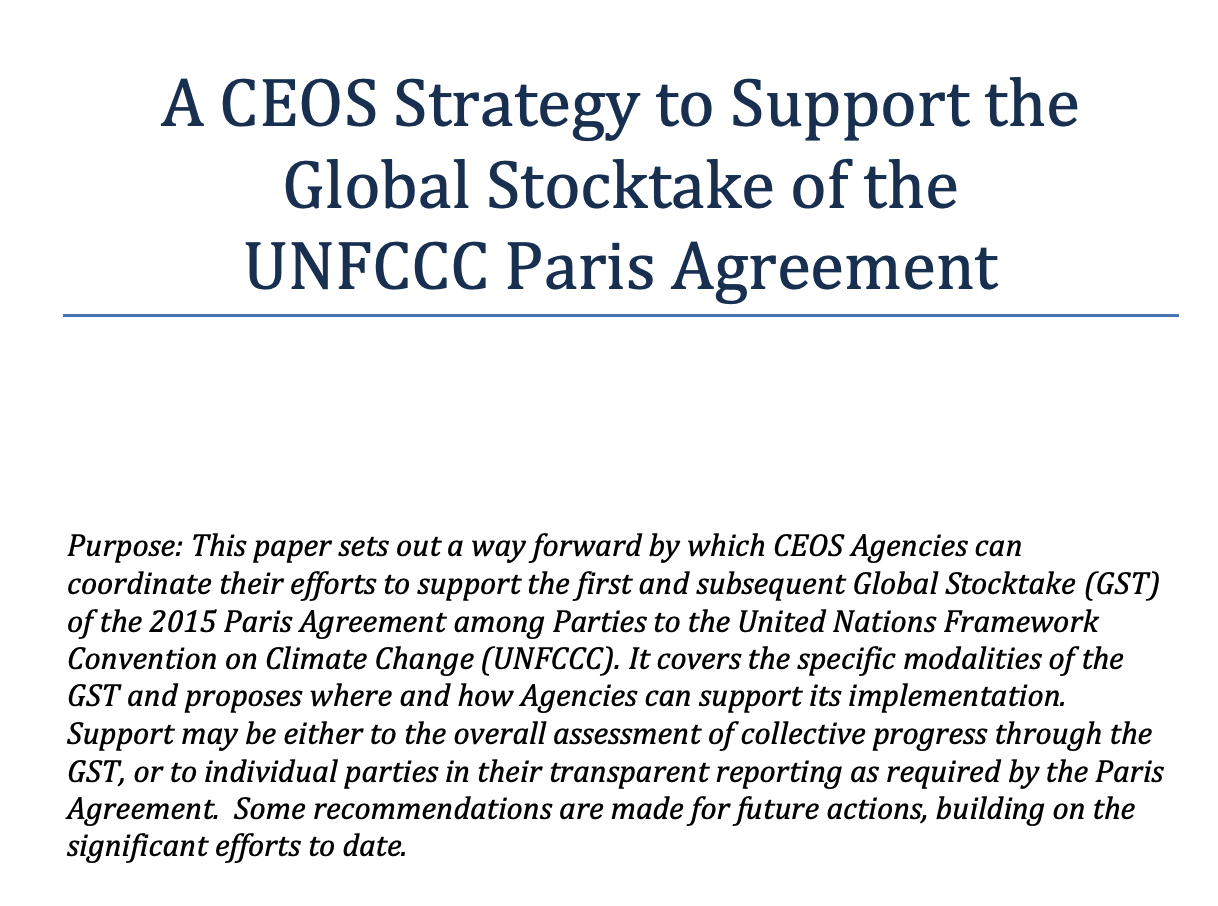 A CEOS Strategy to Support the
Global Stocktake of the
UNFCCC Paris Agreement
Purpose: This paper sets out a way forward by which CEOS Agencies can
coordinate their efforts to support the first and subsequent Global Stocktake (GST)
of the 2015 Paris Agreement among Parties to the United Nations Framework
Convention on Climate Change (UNFCCC). It covers the specific modalities of the
GST and proposes where and how Agencies can support its implementation.
Support may be either to the overall assessment of collective progress through the
GST, or to individual parties in their transparent reporting as required by the Paris
Agreement.  Some recommendations are made for future actions, building on the
significant efforts to date.